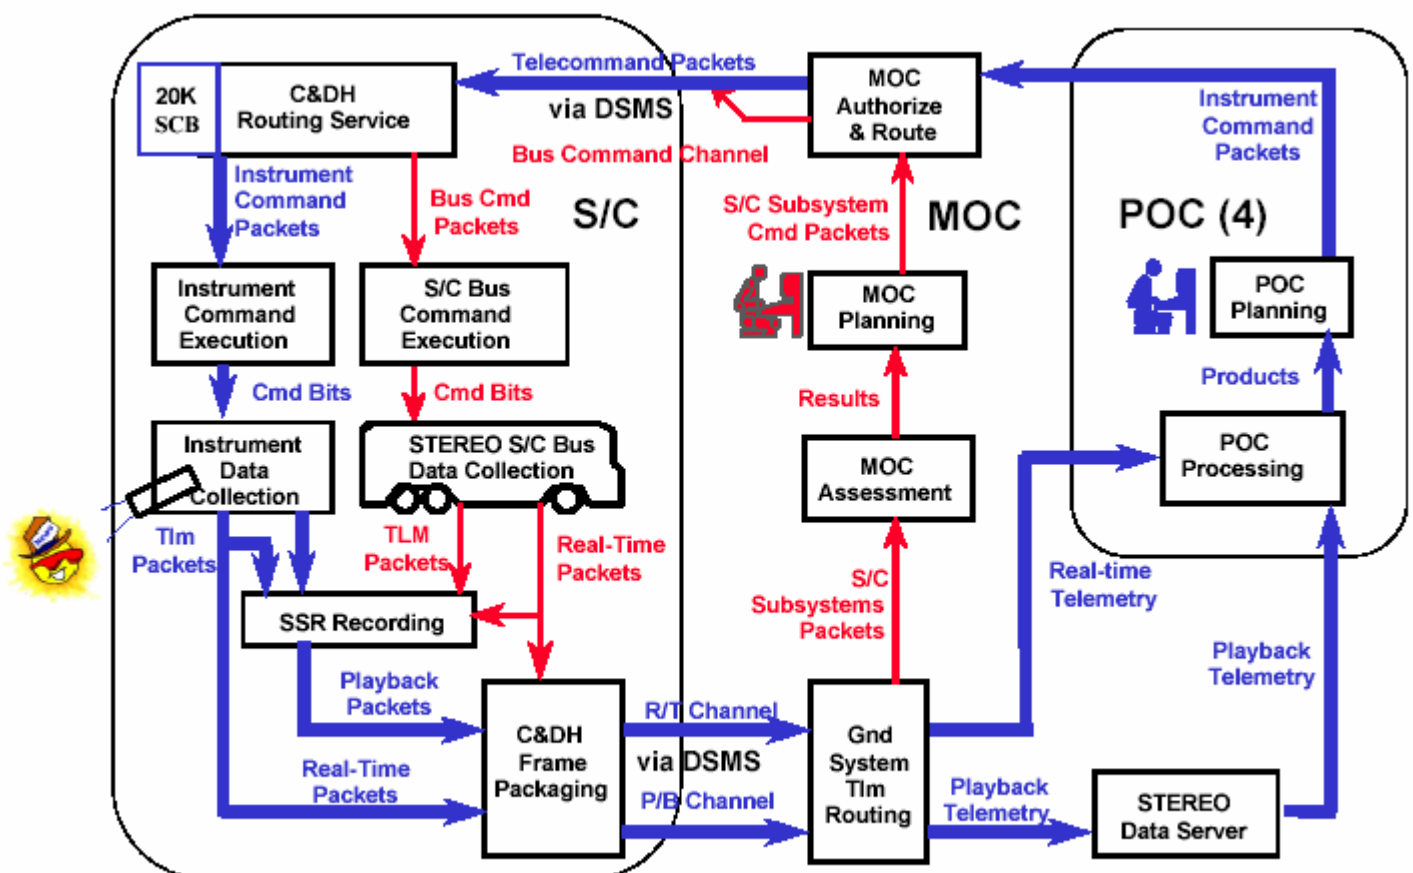 Telecommand Packets
via DSMS
Bus Command Channel
20K
SCB
C&DH
Routing Service
MOC
Authorize
& Route
Instrument
Command
Packets
Instrument
Command
Packets
Bus Cmd
Packets
S/C
S/C Subsystem
Cmd Packets
MOC
POC (4)
Instrument
Command
Execution
S/C Bus
Command
Execution
MOC
Planning
POC
Planning
Cmd Bits
Cmd Bits
Results
Products
Instrument
Data
Collection
STEREO S/C Bus
Data Collection
MOC
Assessment
POC
Processing
Tlm
Packets
TLM
Packets
Real-Time
Packets
S/C
Subsystems
Packets
Real-time
Telemetry
SSR Recording
Playback
Telemetry
Playback
Packets
R/T Channel
C&DH
Frame
Packaging
via DSMS
Gnd
System
Tlm
Routing
Real-Time
Packets
P/B Channel
Playback
Telemetry
STEREO
Data Server